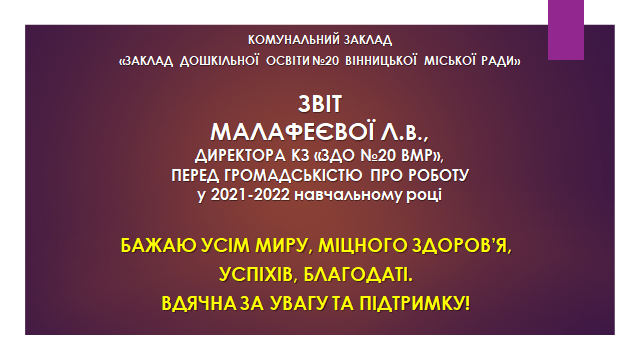 КОМУНАЛЬНИЙ ЗАКЛАД
«ЗАКЛАД ДОШКІЛЬНОЇ ОСВІТИ №20 ВІННИЦЬКОЇ МІСЬКОЇ РАДИ»
ЗВІТ
МАЛАФЕЄВОЇ Л.В.,
ДИРЕКТОРА КЗ «ЗДО №20 ВМР»,
ПЕРЕД ГРОМАДСЬКІСТЮ ПРО РОБОТУ
у 2021-2022 навчальному році
БАЖАЮ УСІМ МИРУ, МІЦНОГО ЗДОРОВ'Я,
УСПІХІВ, БЛАГОДАТІ.
ВДЯЧНА ЗА УВАГУ ТА ПІДТРИМКУ!